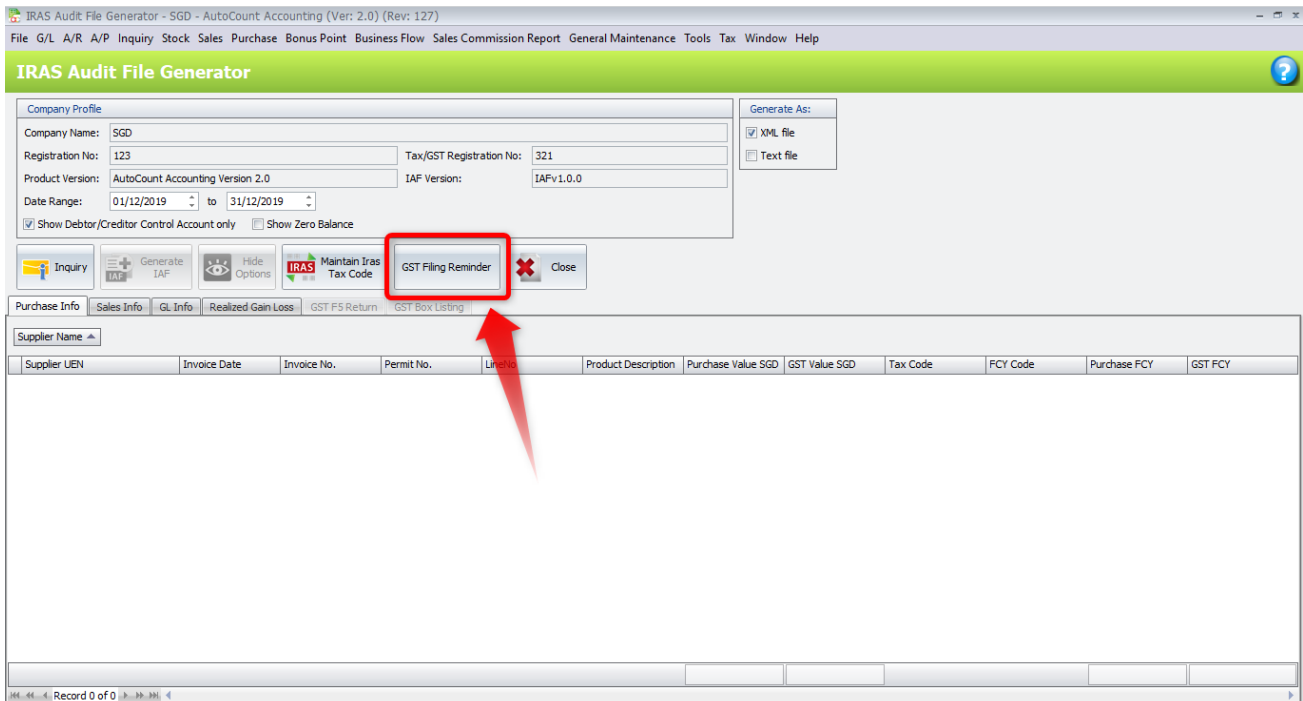 IRAS Audit File Generator - SGD - AutoCount Accounting (Ver: 2.0) (Rev: 127)
File G/L A/R A/P Inquiry Stock Sales Purchase Bonus Point Business Flow Sales Commission Report General Maintenance Tools Tax Window Help
IRAS Audit File Generator
?
Company Profile
Generate As:
Company Name: SGD
XML file
Registration No: 123 Tax/GST Registration No: 321
Text file
Product Version: AutoCount Accounting Version 2.0 IAF Version: IAFv1.0.0
Date Range: 01/12/2019 to 31/12/2019
Show Debtor/Creditor Control Account only Show Zero Balance
Inquiry
IAF
Generate
IAF
Hide
Options
IRAS
Maintain Iras
Tax Code
GST Filing Reminder
Close
Purchase Info Sales Info GL Info Realized Gain Loss GST F5 Return GST Box Listing
Supplier Name
Supplier UEN Invoice Date Invoice No. Permit No. LineNo Product Description Purchase Value SGD GST Value SGD Tax Code FCY Code Purchase FCY GST FCY
Record 0 of 0